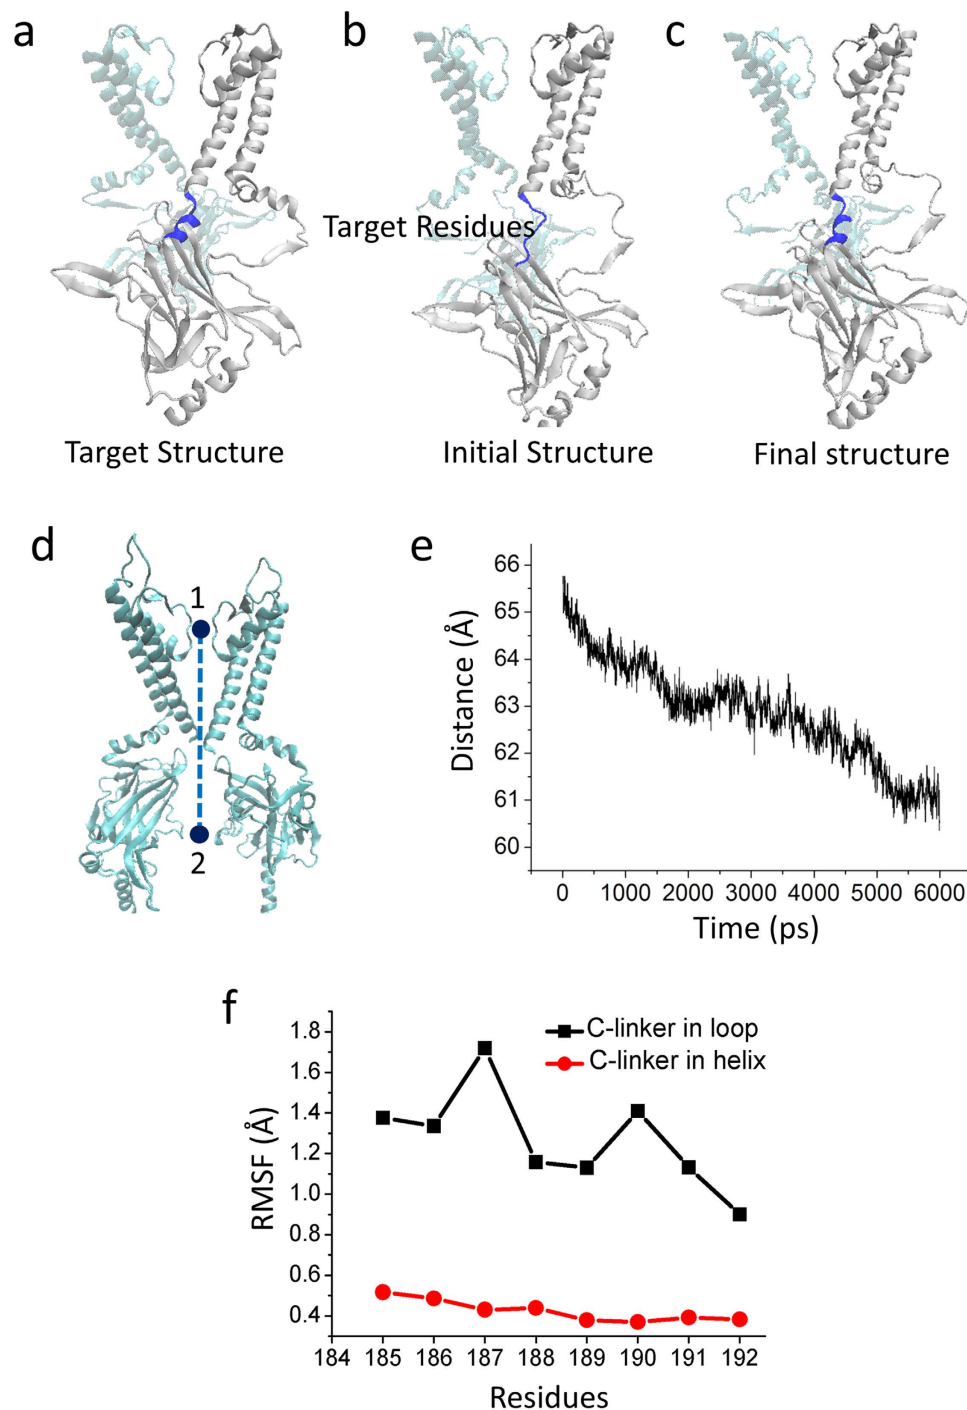 a
b
c
Target Residues
Target Structure
Initial Structure
Final structure
d
1
2
e
Distance (Å)
66
65
64
63
62
61
60
0 1000 2000 3000 4000 5000 6000
Time (ps)
f
RMSF (Å)
1.8
1.6
1.4
1.2
1.0
0.8
0.6
0.4
C-linker in loop
C-linker in helix
184 185 186 187 188 189 190 191 192
Residues